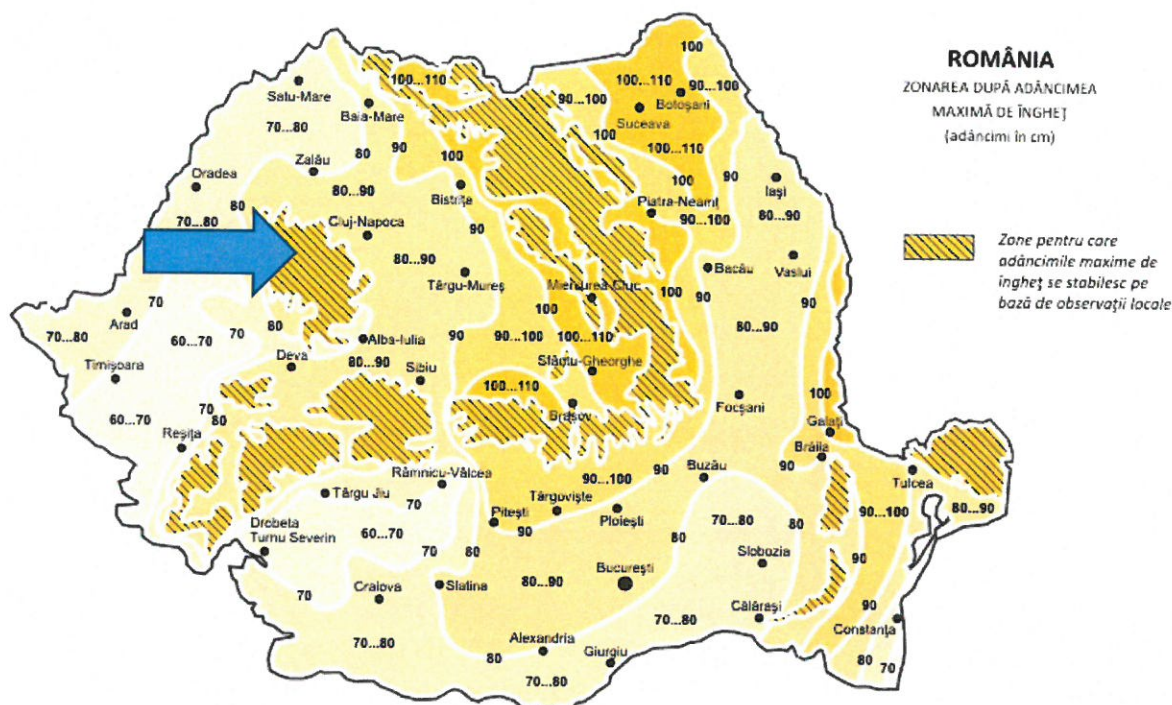 ROMÂNIA
ZONAREA DUPĂ ADÂNCIMEA
MAXIMĂ DE ÎNGHEȚ
(adâncimi în cm)
Zone pentru care
adâncimile maxime de
îngheț se stabilesc pe
bază de observații locale
100
100...110
100...110
90...100
90...100
Satu-Mare
Botoșani
Baia-Mare
Suceava
70...80
80
90
100
100
100...110
Zalău
Oradea
80...90
Bistrița
100
90
Iași
80
Piatra-Neamț
70...80
Cluj-Napoca
90
90...100
80...90
80...90
Târgu-Mureș
Bacău
Vaslui
Miercurea Ciuc
100
70
Arad
100
90
90
70...80
60...70
70
80
Alba-Iulia
90...100
100...110
80...90
Timișoara
Deva
80...90
Sibiu
Sfântu-Gheorghe
100...110
60...70
70
80
Brașov
Focșani
100
Reșița
Galați
Brăila
Râmnicu-Vâlcea
90...100
90
Buzău
90
Tulcea
Târgu Jiu
70
Târgoviște
Pitești
Ploiești
90...100
80...90
Drobeta
Turnu Severin
60...70
90
70...80
80
70
80
80
Slobozia
90
București
80...90
Craiova
Slatina
70
Călărași
90
Constanța
70...80
Alexandria
80
Giurgiu
80
70
70...80